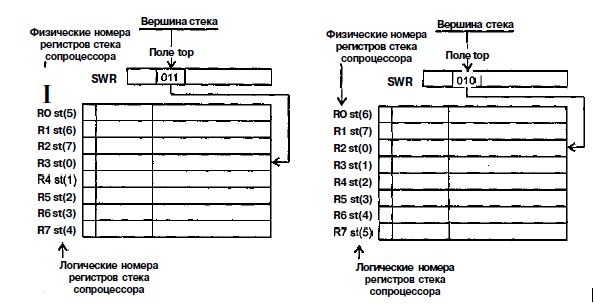 Вершина стека
Физические номера
регистров стека
сопроцессора
Поле top
SWR
011
R0 st(5)
R1 st(6)
R2 st(7)
R3 st(0)
R4 st(1)
R5 st(2)
R6 st(3)
R7 st(4)
Логические номера
регистров стека
сопроцессора
Вершина стека
Физические номера
регистров стека
сопроцессора
Поле top
SWR
010
R0 st(6)
R1 st(7)
R2 st(0)
R3 st(1)
R4 st(2)
R5 st(3)
R6 st(4)
R7 st(5)
Логические номера
регистров стека
сопроцессора